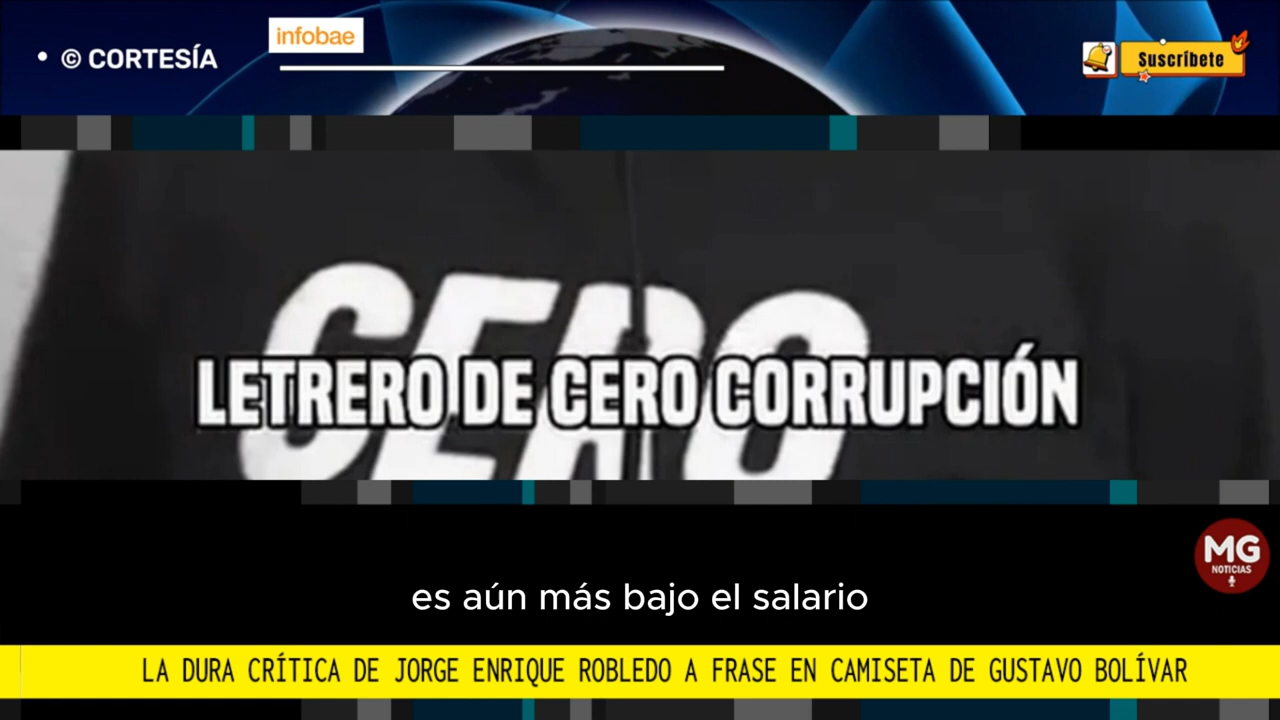 © CORTESÍA
infobae
Suscríbete
CERO
LETRERO DE CERO CORRUPCIÓN
MG
NOTICIAS
es aún más bajo el salario
LA DURA CRÍTICA DE JORGE ENRIQUE ROBLEDO A FRASE EN CAMISETA DE GUSTAVO BOLÍVAR